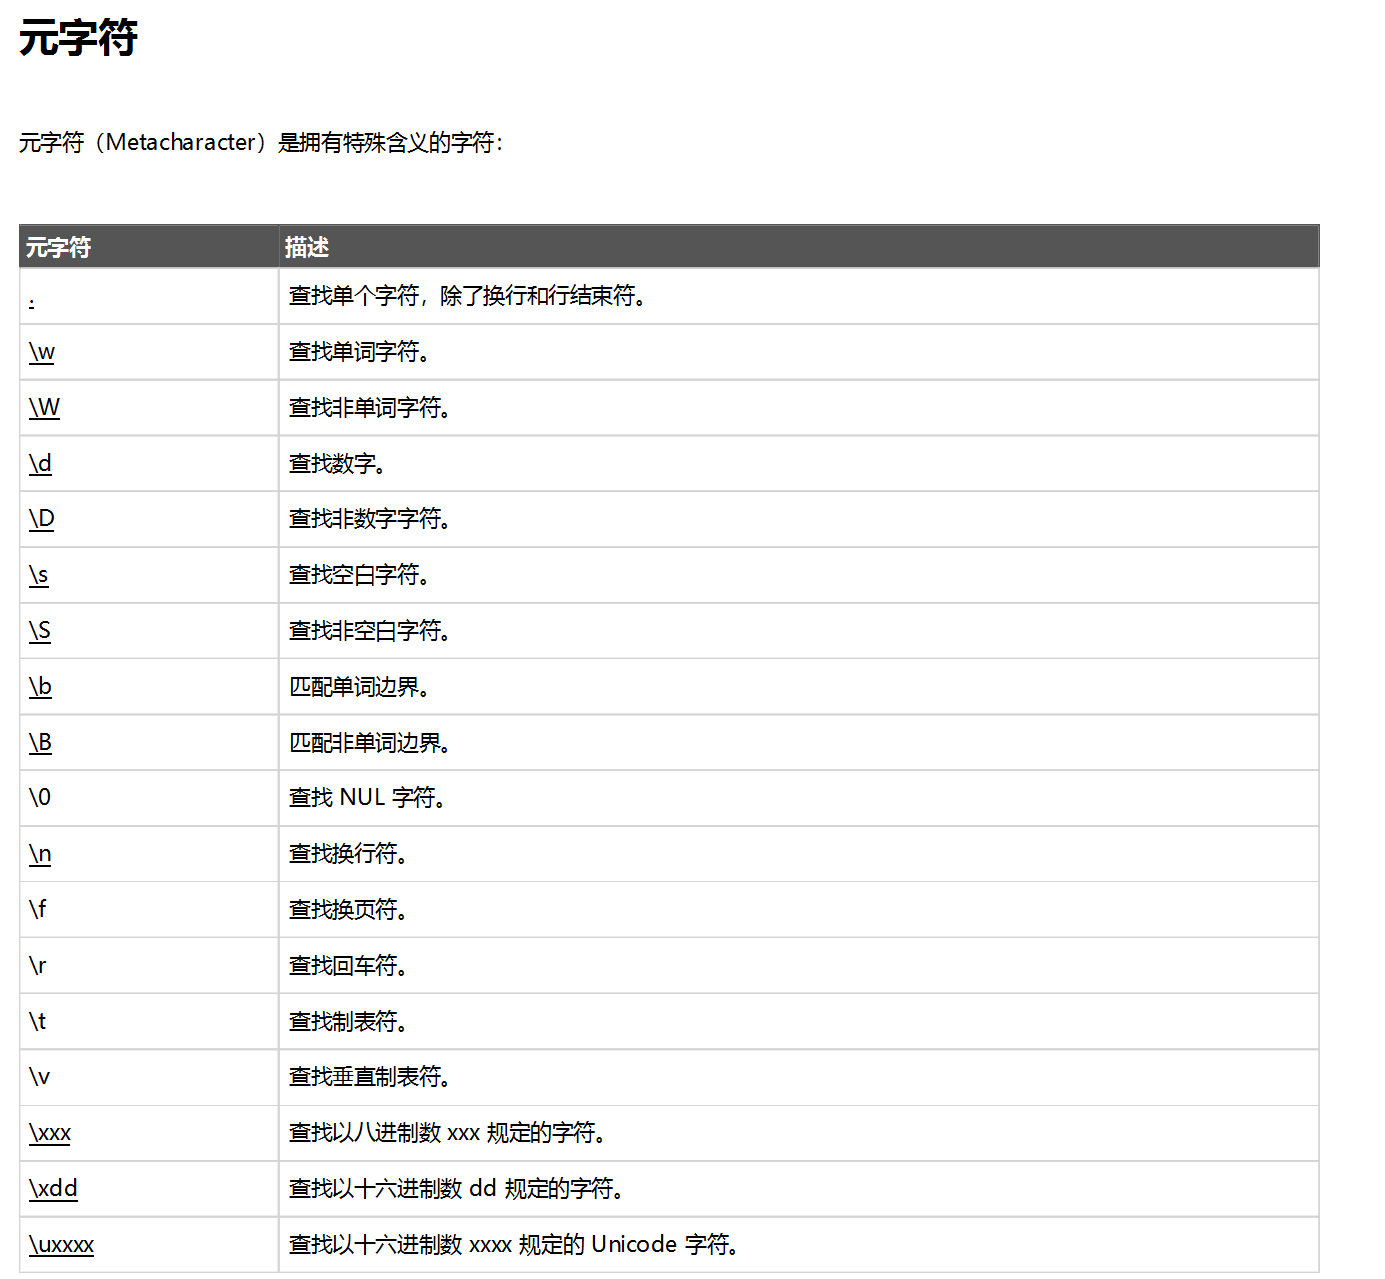 元字符
元字符（Metacharacter）是拥有特殊含义的字符：
元字符 描述
. 查找单个字符，除了换行和行结束符。
\w 查找单词字符。
\W 查找非单词字符。
\d 查找数字。
\D 查找非数字字符。
\s 查找空白字符。
\S 查找非空白字符。
\b 匹配单词边界。
\B 匹配非单词边界。
\0 查找 NUL 字符。
\n 查找换行符。
\f 查找换页符。
\r 查找回车符。
\t 查找制表符。
\v 查找垂直制表符。
\xxx 查找以八进制数 xxx 规定的字符。
\xdd 查找以十六进制数 dd 规定的字符。
\uxxxx 查找以十六进制数 xxxx 规定的 Unicode 字符。